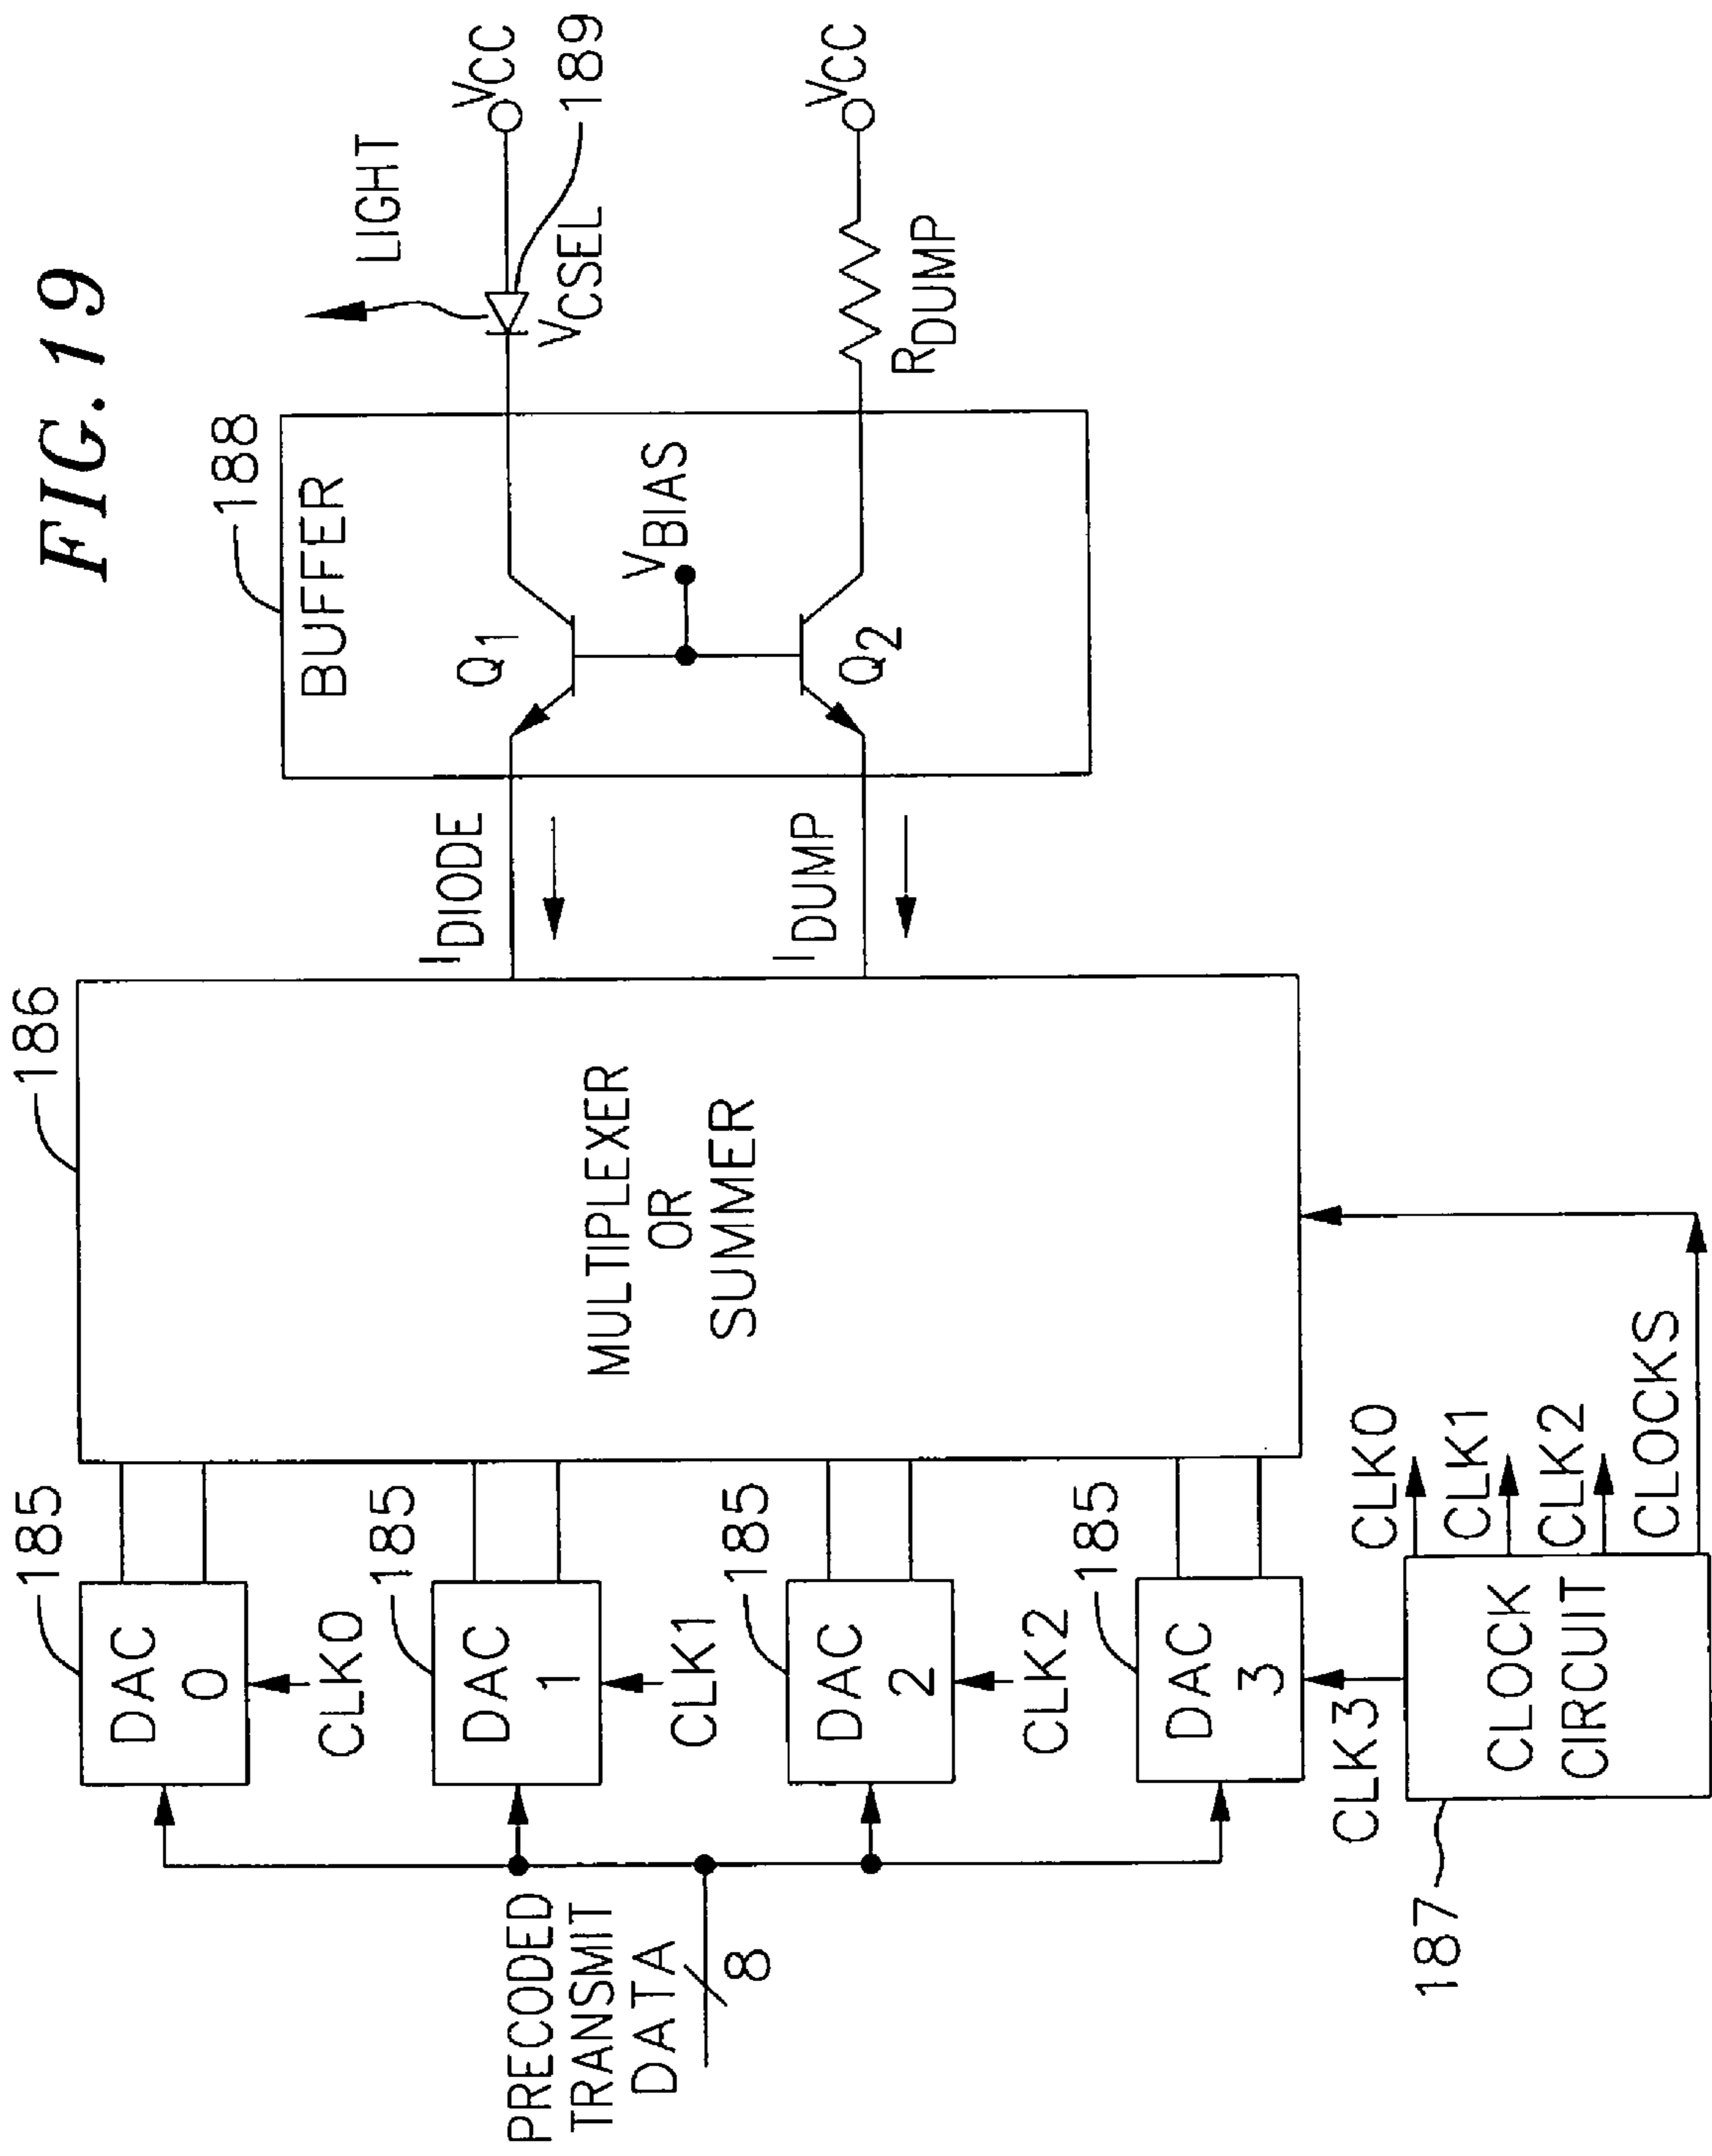 FIG. 19
PRECODED
TRANSMIT
DATA
8
185
DAC
0
CLK0
185
DAC
1
CLK1
185
DAC
2
CLK2
185
DAC
3
CLK3
187
CLOCK
CIRCUIT
CLK0
CLK1
CLK2
CLOCKS
186
MULTIPLEXER
OR
SUMMER
IDIODE
IDUMP
188
BUFFER
Q1
VBIAS
Q2
LIGHT
VCSEL
VCC
189
RDUMP
VCC